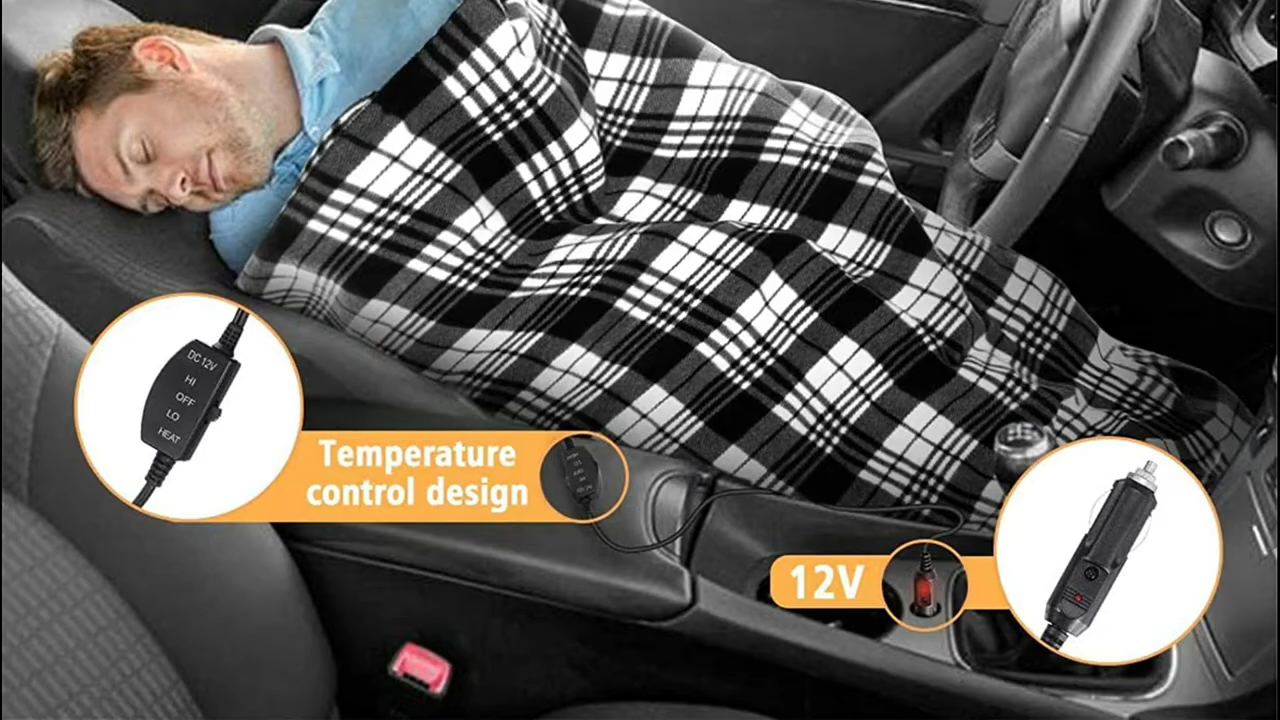 DC 12V
HI
OFF
LO
HEAT
Temperature
control design
12V